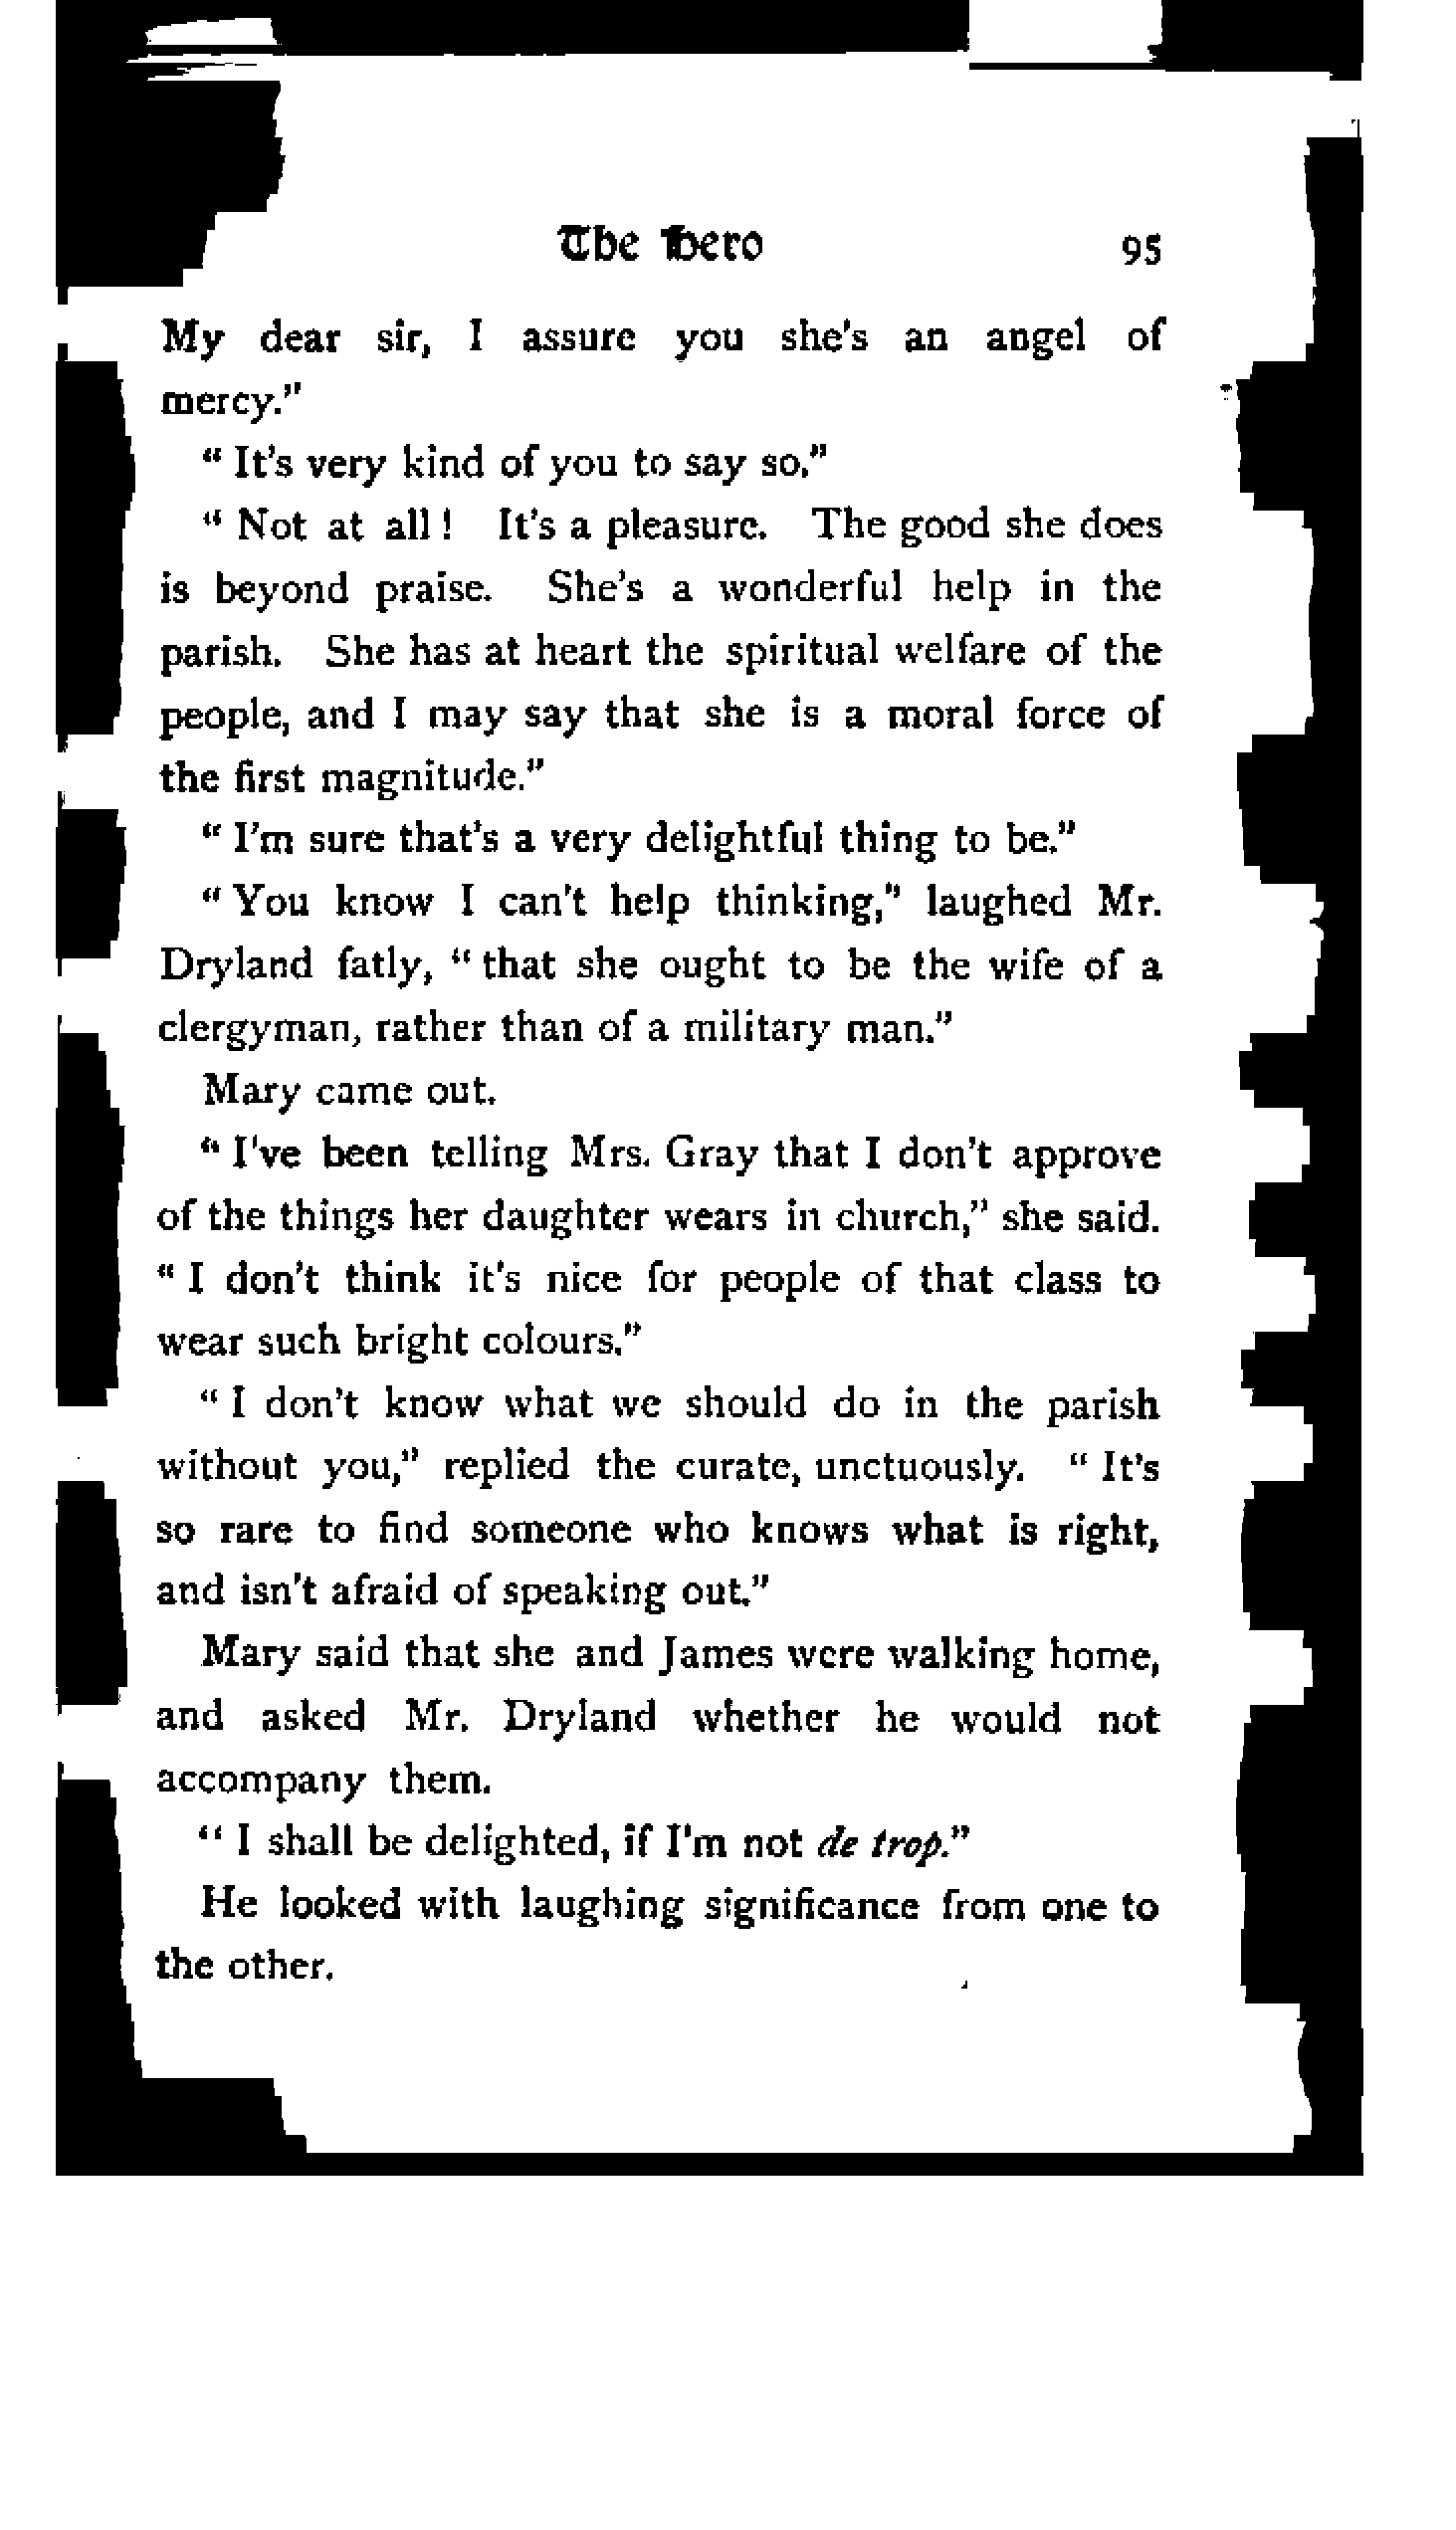 The Hero 95
My dear sir, I assure you she's an angel of
mercy."
"It's very kind of you to say so."
"Not at all! It's a pleasure. The good she does
is beyond praise. She's a wonderful help in the
parish. She has at heart the spiritual welfare of the
people, and I may say that she is a moral force of
the first magnitude."
"I'm sure that's a very delightful thing to be."
"You know I can't help thinking," laughed Mr.
Dryland fatly, "that she ought to be the wife of a
clergyman, rather than of a military man."
Mary came out.
"I've been telling Mrs. Gray that I don't approve
of the things her daughter wears in church," she said.
"I don't think it's nice for people of that class to
wear such bright colours."
"I don't know what we should do in the parish
without you," replied the curate, unctuously. "It's
so rare to find someone who knows what is right,
and isn't afraid of speaking out."
Mary said that she and James were walking home,
and asked Mr. Dryland whether he would not
accompany them.
"I shall be delighted, if I'm not de trop."
He looked with laughing significance from one to
the other.